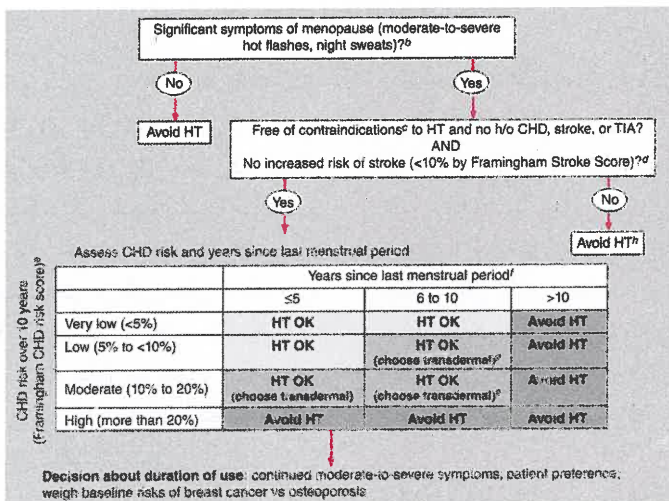 Significant symptoms of menopause (moderate-to-severe
hot flashes, night sweats)?b
No
Yes
Avoid HT
Free of contraindicationsc to HT and no h/o CHD, stroke, or TIA?
AND
No increased risk of stroke (<10% by Framingham Stroke Score)?d
Yes
No
Avoid HTh
Assess CHD risk and years since last menstrual period
CHD risk over 10 years
(Framingham CHD risk score)e
Years since last menstrual periodf
≤5 6 to 10 >10
Very low (<5%) HT OK HT OK Avoid HT
Low (5% to <10%) HT OK HT OK Avoid HT
(choose transdermal)
Moderate (10% to 20%) HT OK HT OK Avoid HT
(choose transdermal) (choose transdermal)
High (more than 20%) Avoid HT Avoid HT Avoid HT
Decision about duration of use: continued moderate-to-severe symptoms, patient preference;
weigh baseline risks of breast cancer vs osteoporosis